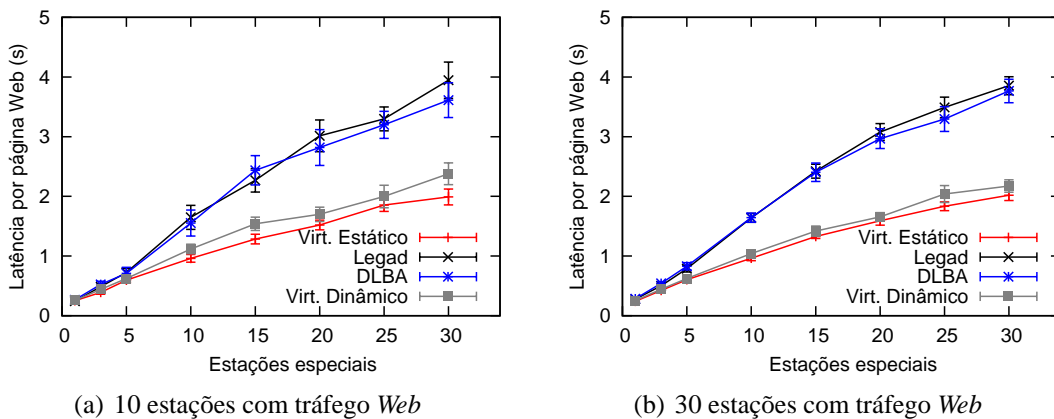 Latência por página Web (s)
5
4
3
2
1
0
Virt. Estático
Legad
DLBA
Virt. Dinâmico
0 5 10 15 20 25 30
Estações especiais
(a) 10 estações com tráfego Web
Latência por página Web (s)
5
4
3
2
1
0
Virt. Estático
Legad
DLBA
Virt. Dinâmico
0 5 10 15 20 25 30
Estações especiais
(b) 30 estações com tráfego Web